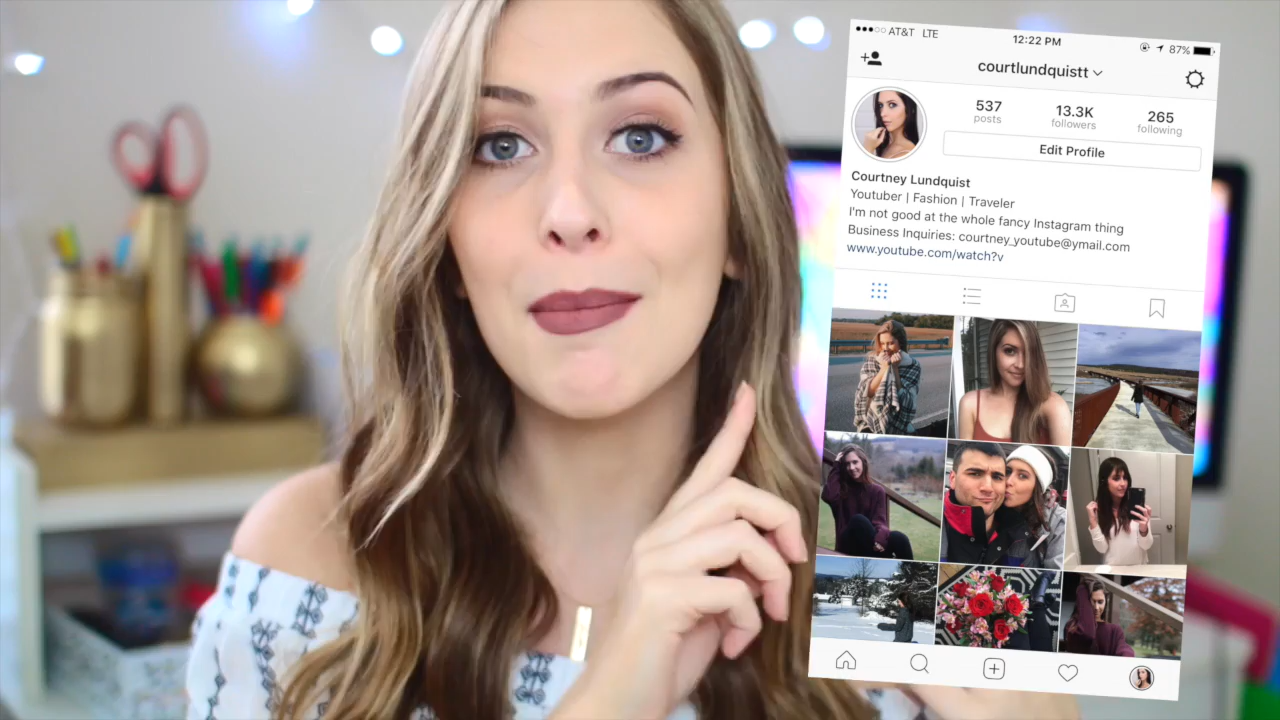 AT&T LTE 12:22 PM 87%
courtlundquistt
537 13.3K 265
posts followers following
Edit Profile
Courtney Lundquist
Youtuber | Fashion | Traveler
I'm not good at the whole fancy Instagram thing
Business Inquiries: courtney_youtube@ymail.com
www.youtube.com/watch?v